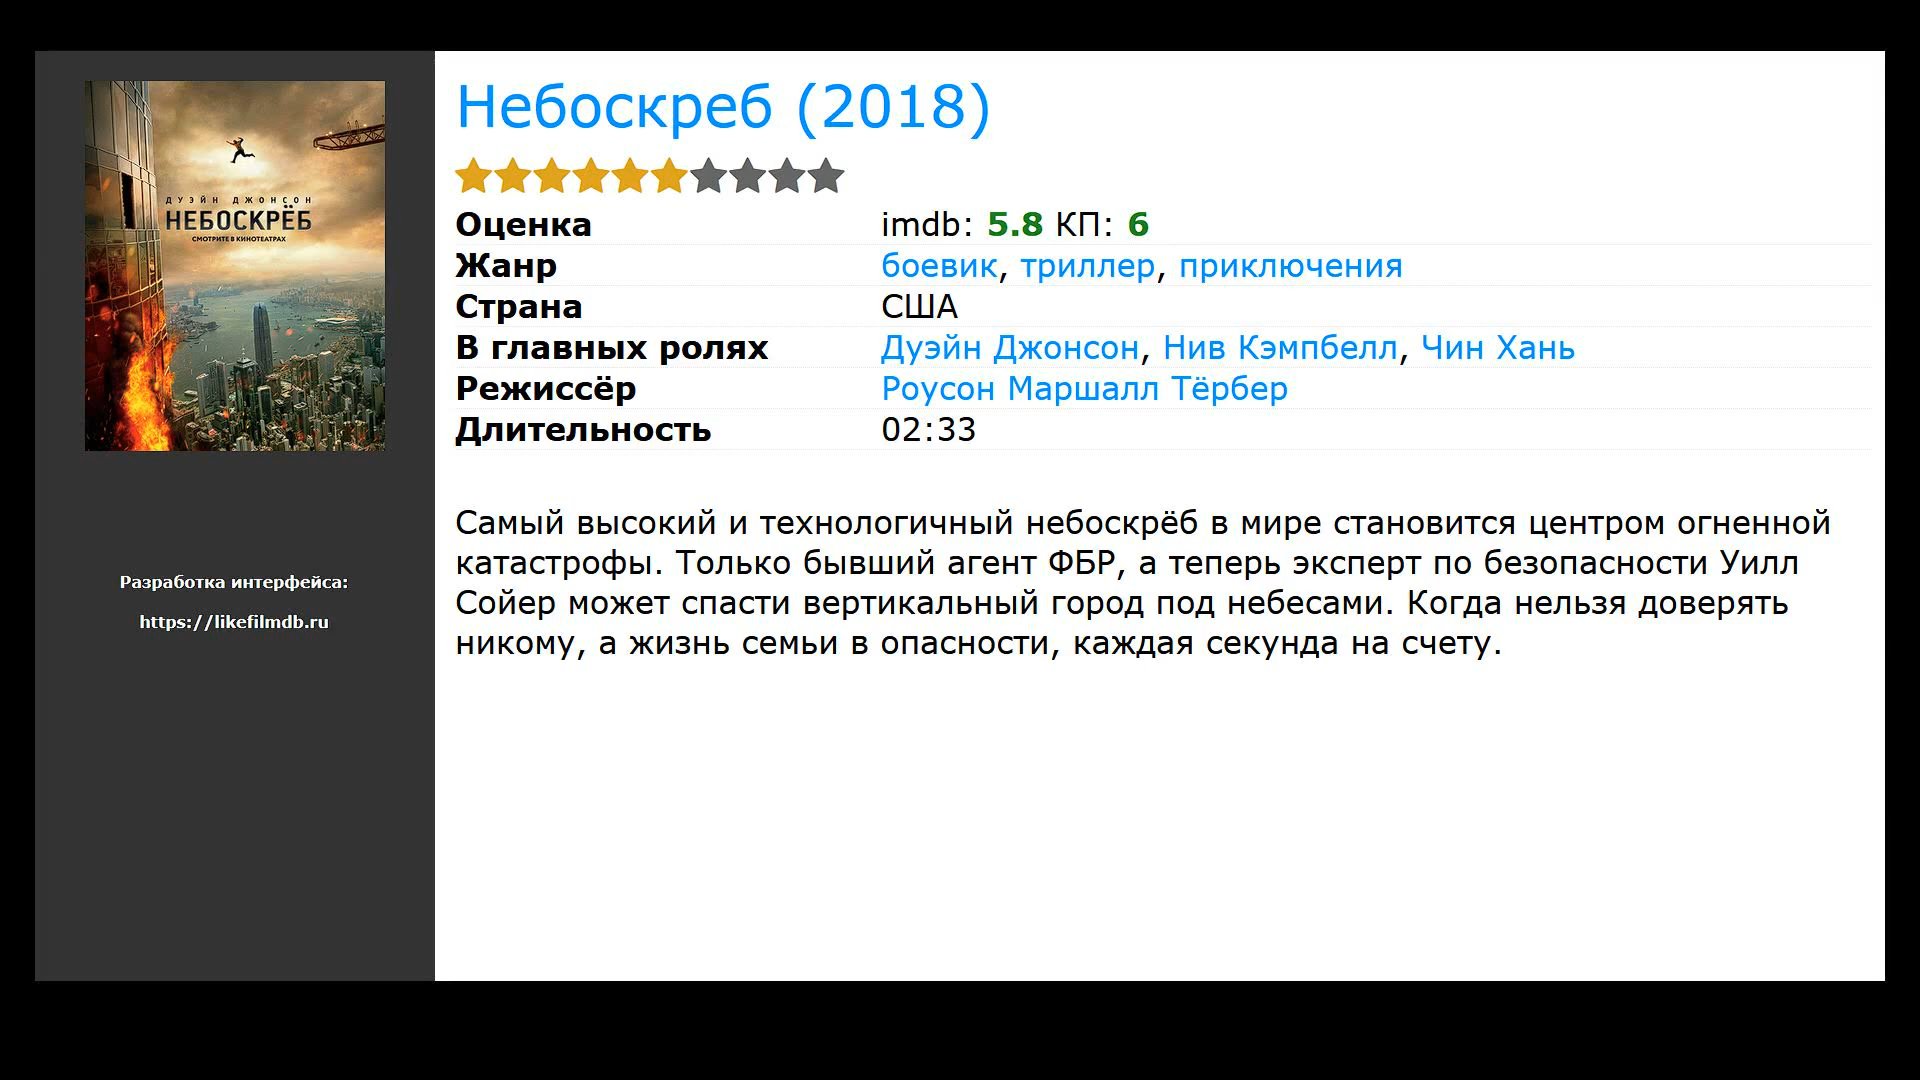 ДУЭЙН ДЖОНСОН
НЕБОСКРЁБ
СМОТРИТЕ В КИНОТЕАТРАХ
Разработка интерфейса:
https://likefilmdb.ru
Небоскреб (2018)
Оценка imdb: 5.8 КП: 6
Жанр боевик, триллер, приключения
Страна США
В главных ролях Дуэйн Джонсон, Нив Кэмпбелл, Чин Хань
Режиссёр Роусон Маршалл Тёрбер
Длительность 02:33
Самый высокий и технологичный небоскрёб в мире становится центром огненной
катастрофы. Только бывший агент ФБР, а теперь эксперт по безопасности Уилл
Сойер может спасти вертикальный город под небесами. Когда нельзя доверять
никому, а жизнь семьи в опасности, каждая секунда на счету.